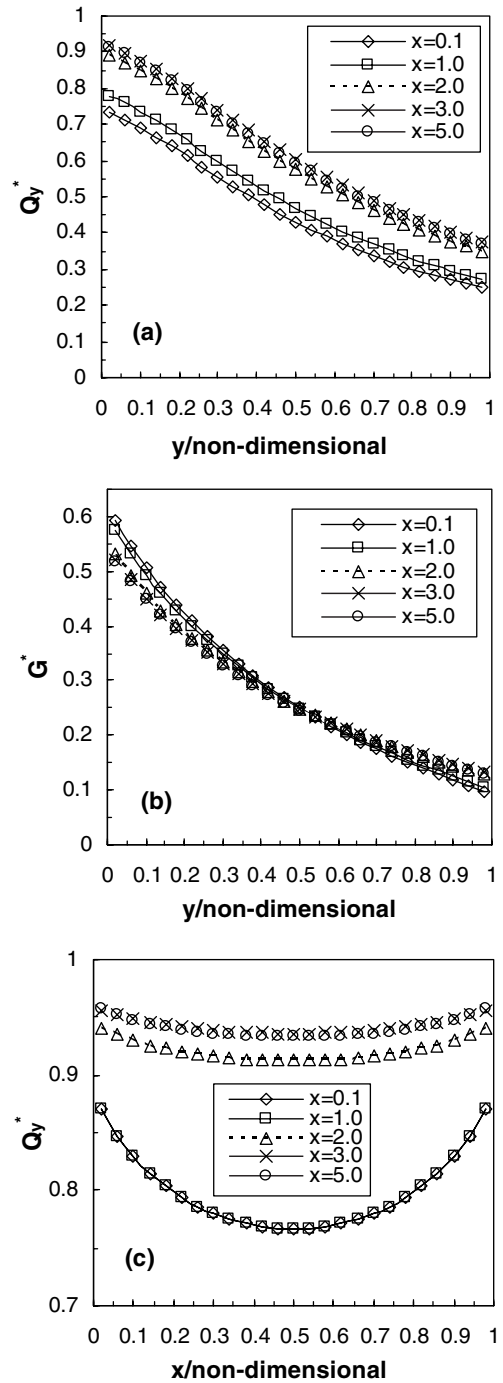 1
0.9
0.8
0.7
0.6
0.5
0.4
0.3
0.2
0.1
0
Qy*
x=0.1
x=1.0
x=2.0
x=3.0
x=5.0
(a)
0 0.1 0.2 0.3 0.4 0.5 0.6 0.7 0.8 0.9 1
y/non-dimensional
0.6
0.5
0.4
0.3
0.2
0.1
0
G*
x=0.1
x=1.0
x=2.0
x=3.0
x=5.0
(b)
0 0.1 0.2 0.3 0.4 0.5 0.6 0.7 0.8 0.9 1
y/non-dimensional
1
0.9
0.8
0.7
Qy*
x=0.1
x=1.0
x=2.0
x=3.0
x=5.0
(c)
0 0.1 0.2 0.3 0.4 0.5 0.6 0.7 0.8 0.9 1
x/non-dimensional